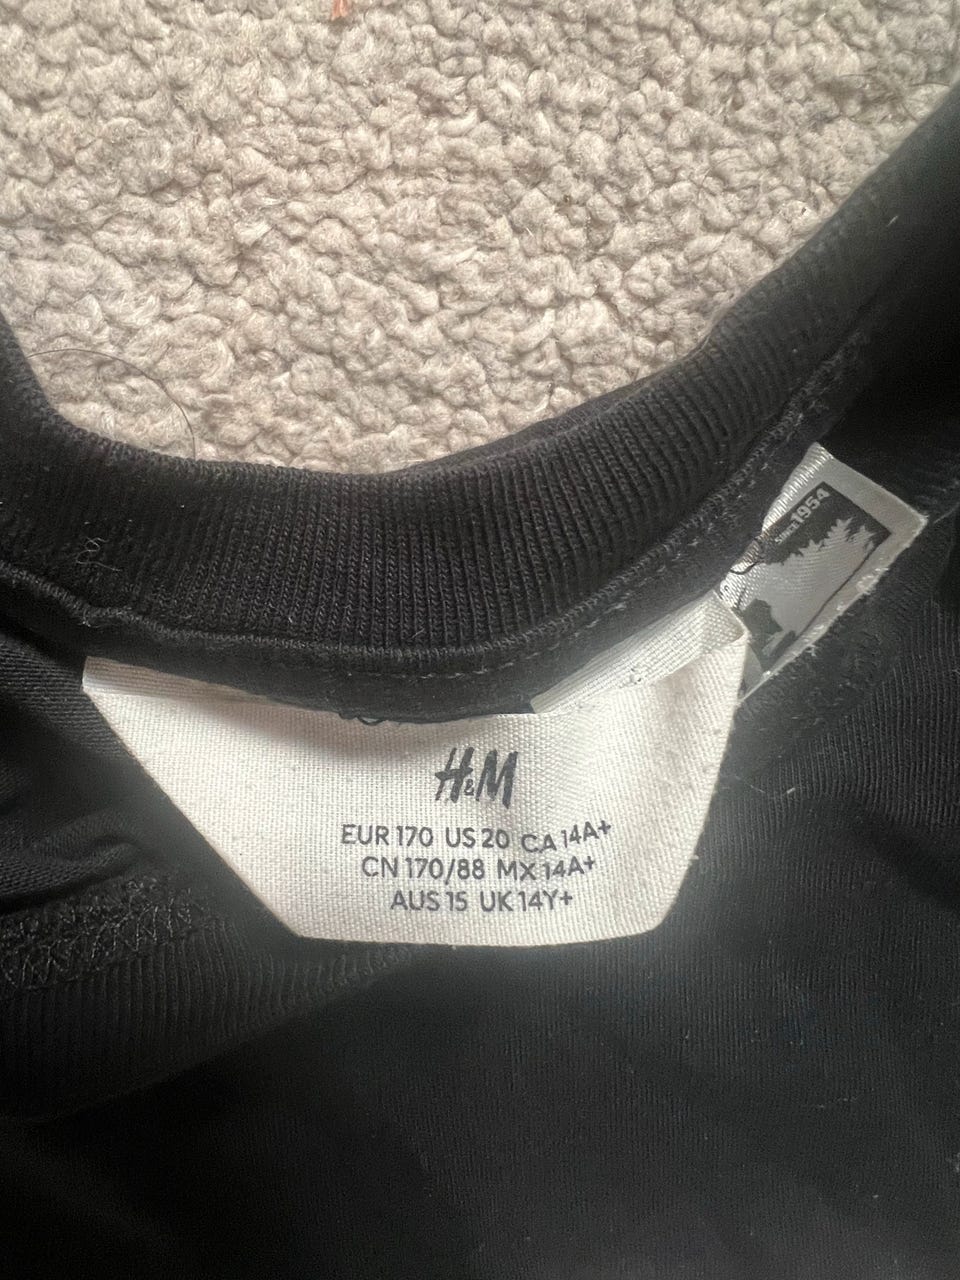 SINCE 1954
H&M
EUR 170 US 20 CA 14A+
CN 170/88 MX 14A+
AUS 15 UK 14Y+